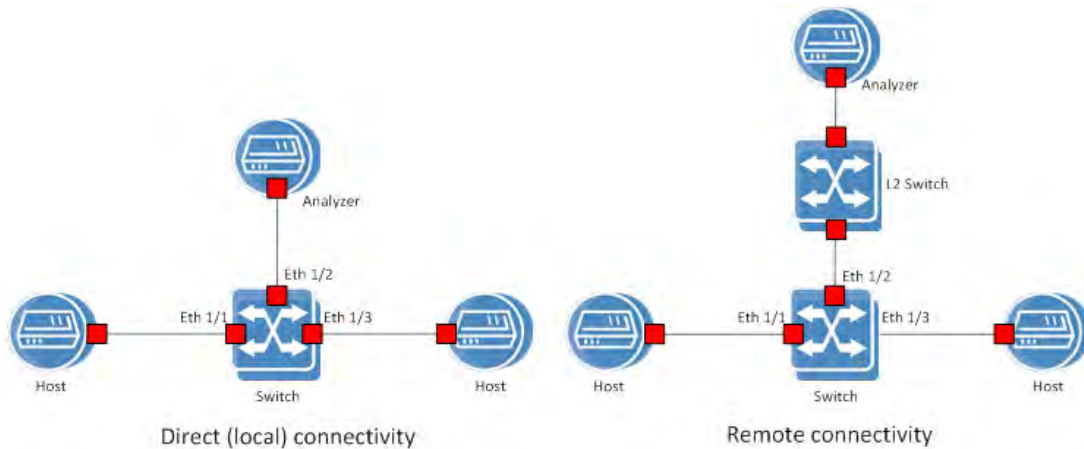 Analyzer
Eth 1/2
Eth 1/1
Eth 1/3
Host
Switch
Host
Direct (local) connectivity
Analyzer
L2 Switch
Eth 1/2
Eth 1/1
Eth 1/3
Host
Switch
Host
Remote connectivity